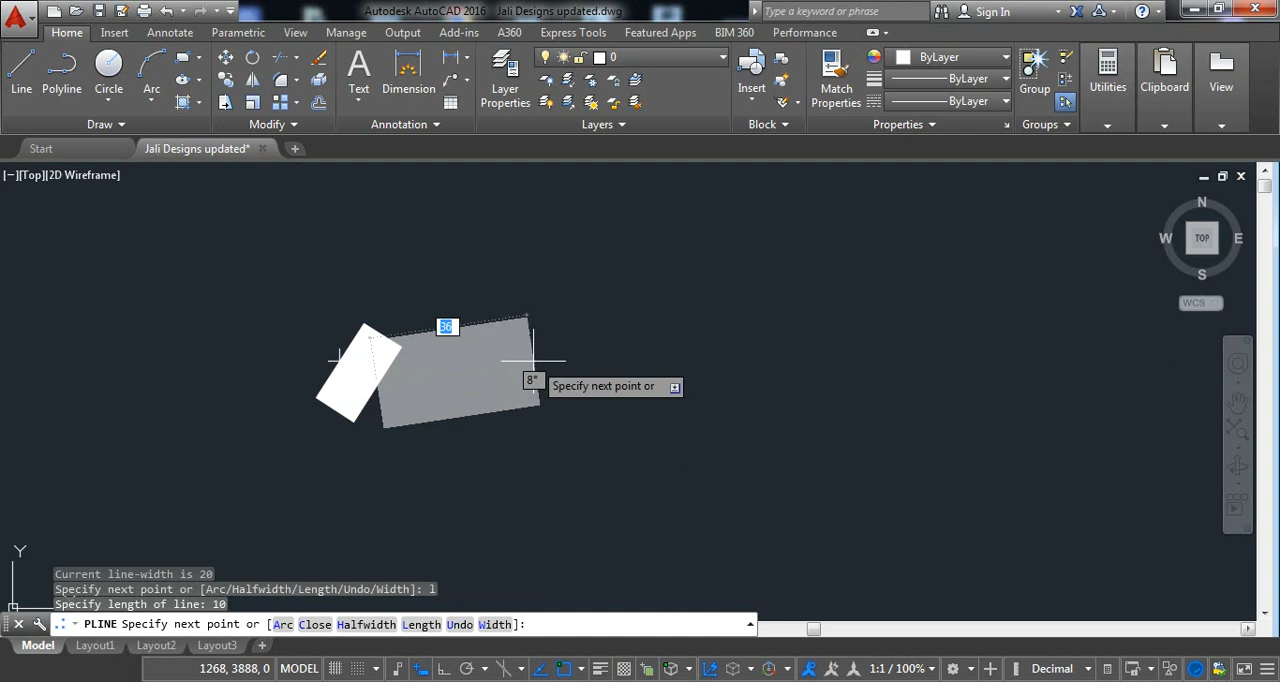 Autodesk AutoCAD 2016 Jali Designs updated.dwg
Type a keyword or phrase
Sign In
Home Insert Annotate Parametric View Manage Output Add-ins A360 Express Tools Featured Apps BIM 360 Performance
Line Polyline Circle Arc
Text Dimension
Layer Properties
0
Insert
Match Properties
ByLayer
ByLayer
ByLayer
Group
Utilities
Clipboard
View
Draw Modify Annotation Layers Block Properties Groups
Start Jali Designs updated*
[−][Top][2D Wireframe]
N
W TOP E
S
WCS
36
8° Specify next point or
Y
Current line-width is 20
Specify next point or [Arc/Halfwidth/Length/Undo/Width]: l
Specify length of line: 10
PLINE Specify next point or [Arc Close Halfwidth Length Undo Width]:
Model Layout1 Layout2 Layout3
1268, 3888, 0 MODEL 1:1 / 100% Decimal